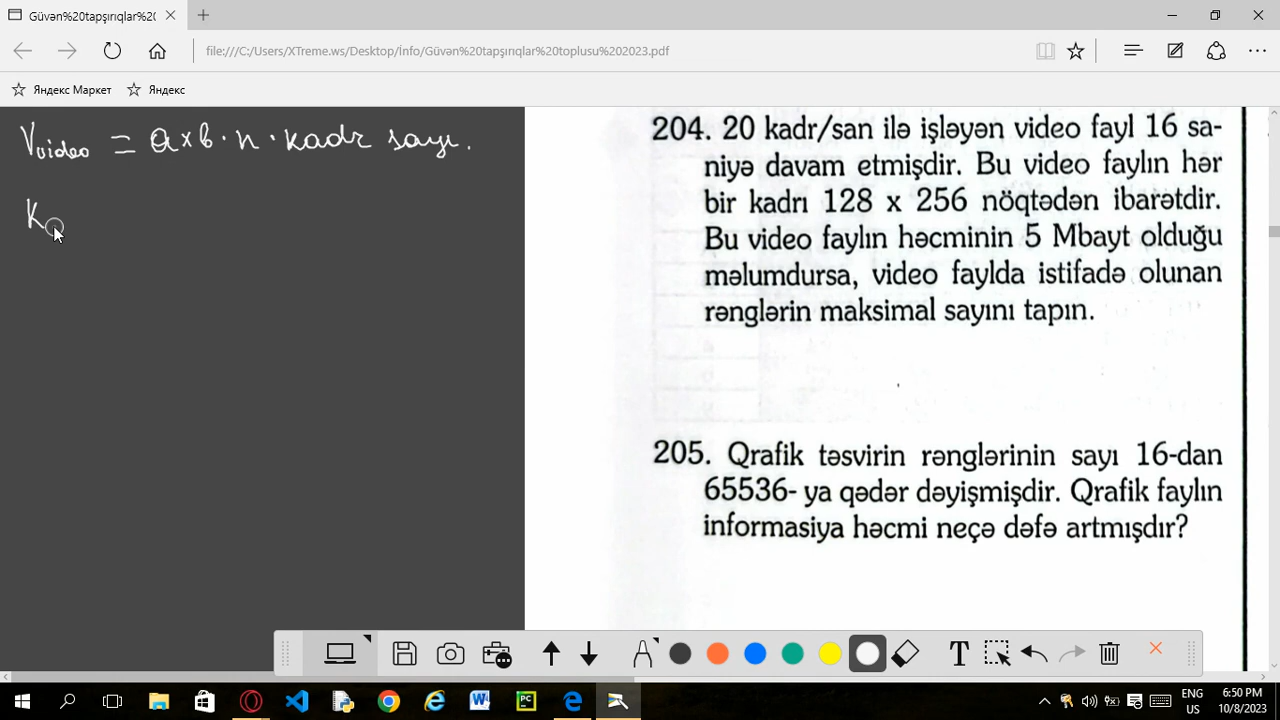 Güvən%20tapşırıqlar%20
file:///C:/Users/XTreme.ws/Desktop/İnfo/Güvən%20tapşırıqlar%20toplusu%202023.pdf
Яндекс Маркет
Яндекс
Vvideo = a×b·n·kadr sayı.
K
204. 20 kadr/san ilə işləyən video fayl 16 sa-
niyə davam etmişdir. Bu video faylın hər
bir kadrı 128 x 256 nöqtədən ibarətdir.
Bu video faylın həcminin 5 Mbayt olduğu
məlumdursa, video faylda istifadə olunan
rənglərin maksimal sayını tapın.
205. Qrafik təsvirin rənglərinin sayı 16-dan
65536- ya qədər dəyişmişdir. Qrafik faylın
informasiya həcmi neçə dəfə artmışdır?
T
PC
ENG
US
6:50 PM
10/8/2023